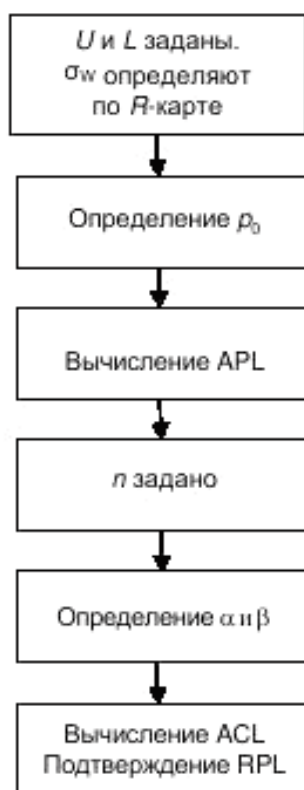 U и L заданы.
σw определяют
по R-карте
Определение p₀
Вычисление APL
n задано
Определение α и β
Вычисление ACL
Подтверждение RPL